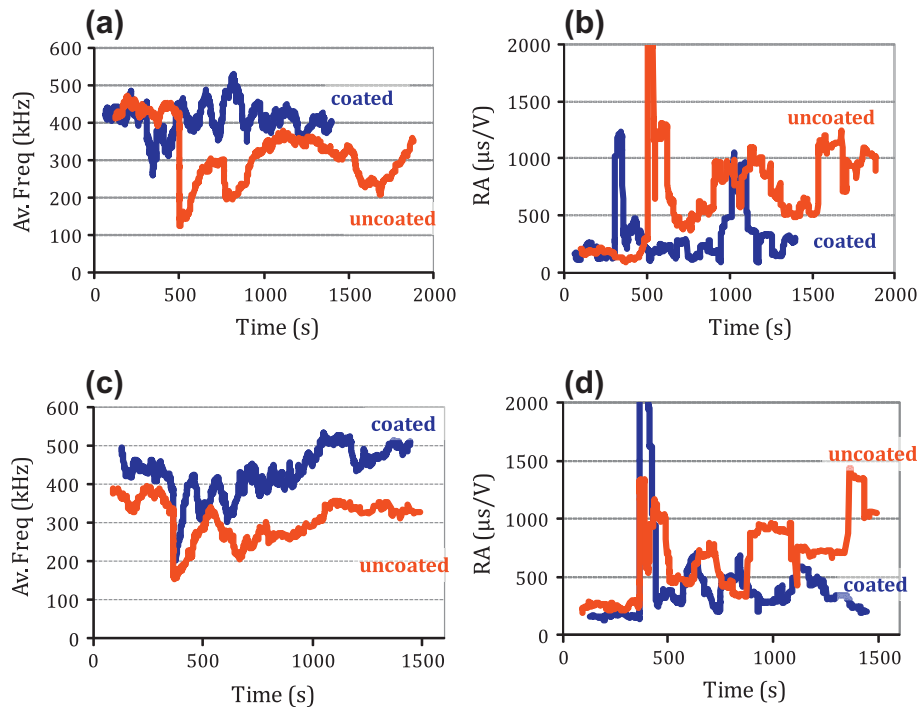 (a)
Av. Freq (kHz)
600
500
400
300
200
100
0
coated
uncoated
0 500 1000 1500 2000
Time (s)
(b)
RA (µs/V)
2000
1500
1000
500
0
uncoated
coated
0 500 1000 1500 2000
Time (s)
(c)
Av. Freq (kHz)
600
500
400
300
200
100
0
coated
uncoated
0 500 1000 1500
Time (s)
(d)
RA (µs/V)
2000
1500
1000
500
0
uncoated
coated
0 500 1000 1500
Time (s)